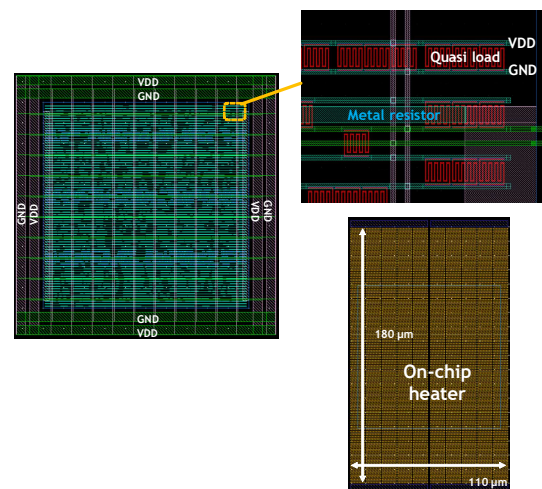 VDD
GND
GND
VDD
VDD
GND
GND
VDD
VDD
Quasi load
GND
Metal resistor
180 µm
On-chip
heater
110 µm